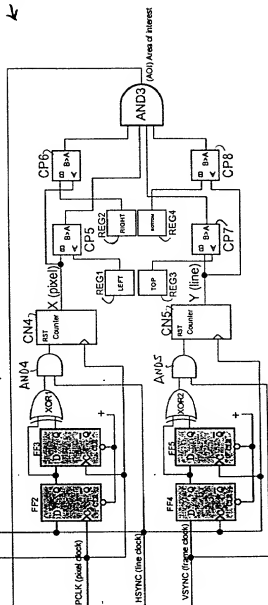 (AOI) Area of interest
AND3
CP6
B>A
CP8
B>A
REG2
RIGHT
BOTTOM
REG4
CP5
B>A
CP7
B>A
X (pixel)
Y (line)
REG1
LEFT
TOP
REG3
CN4
RST
Counter
CN5
RST
Counter
AND4
AND5
XOR1
XOR2
FF3
FF5
FF2
FF4
+
+
PCLK (pixel clock)
HSYNC (line clock)
VSYNC (frame clock)